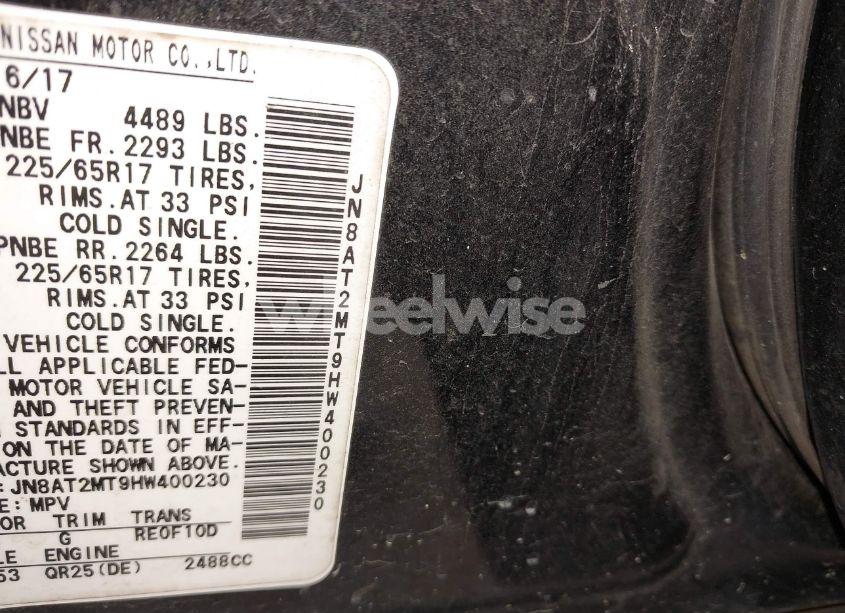 NISSAN MOTOR CO.,LTD.
6/17
NBV 4489 LBS.
NBE FR. 2293 LBS.
225/65R17 TIRES,
RIMS.AT 33 PSI
COLD SINGLE.
PNBE RR. 2264 LBS.
225/65R17 TIRES,
RIMS.AT 33 PSI
COLD SINGLE.
VEHICLE CONFORMS
LL APPLICABLE FED-
MOTOR VEHICLE SA-
AND THEFT PREVEN-
STANDARDS IN EFF-
ON THE DATE OF MA-
ACTURE SHOWN ABOVE.
:JN8AT2MT9HW400230
E:MPV
OR TRIM TRANS
G RE0F10D
LE ENGINE
53 QR25(DE) 2488CC
JN8AT2MT9HW400230
wheelwise